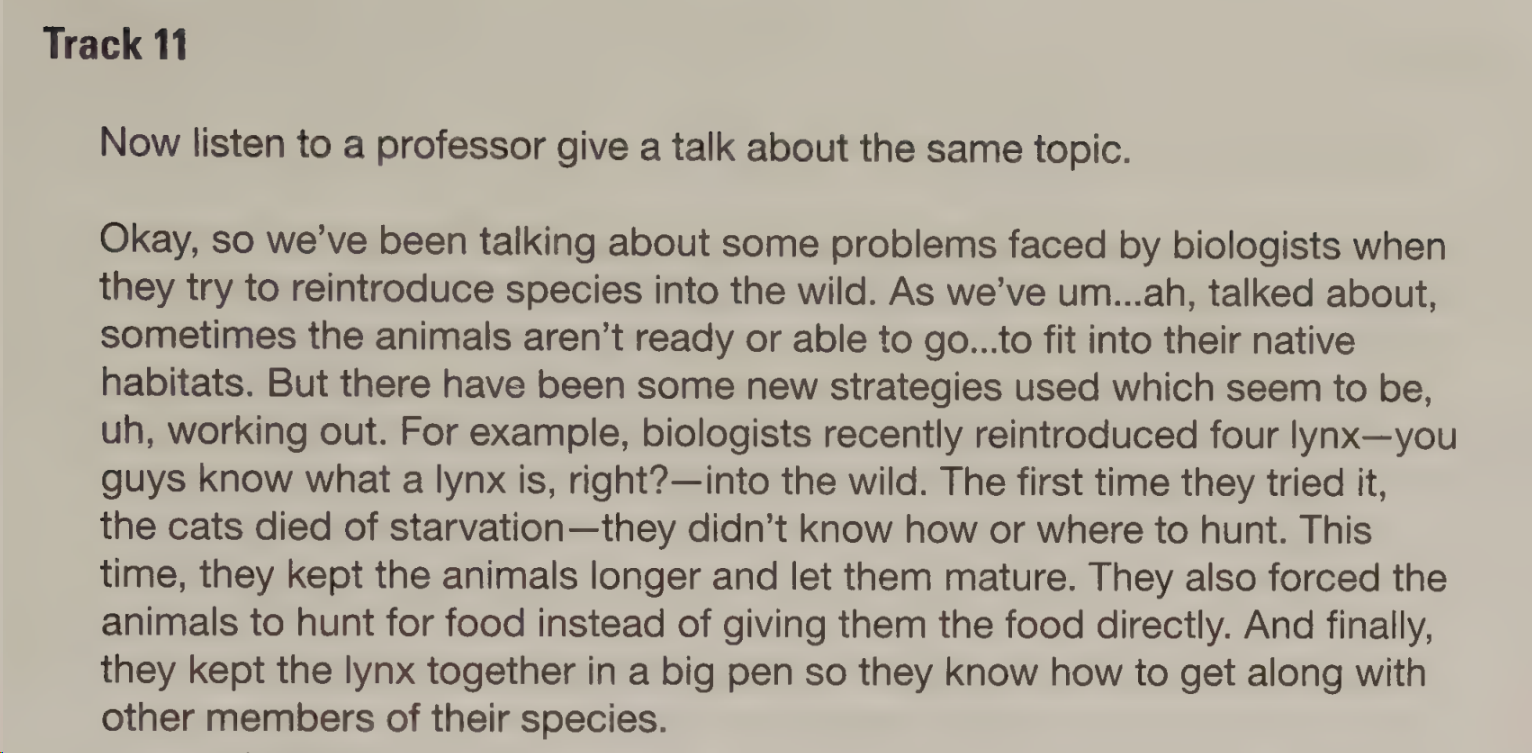 Track 11
Now listen to a professor give a talk about the same topic.
Okay, so we've been talking about some problems faced by biologists when
they try to reintroduce species into the wild. As we've um...ah, talked about,
sometimes the animals aren't ready or able to go...to fit into their native
habitats. But there have been some new strategies used which seem to be,
uh, working out. For example, biologists recently reintroduced four lynx—you
guys know what a lynx is, right?—into the wild. The first time they tried it,
the cats died of starvation—they didn't know how or where to hunt. This
time, they kept the animals longer and let them mature. They also forced the
animals to hunt for food instead of giving them the food directly. And finally,
they kept the lynx together in a big pen so they know how to get along with
other members of their species.